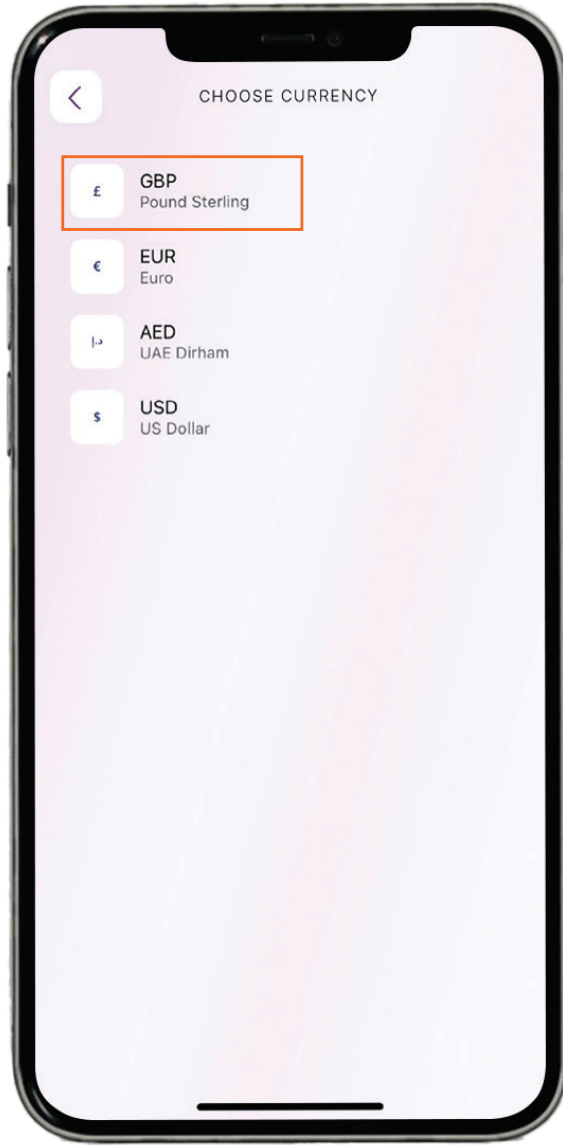 CHOOSE CURRENCY
£
GBP
Pound Sterling
€
EUR
Euro
د.إ
AED
UAE Dirham
$
USD
US Dollar